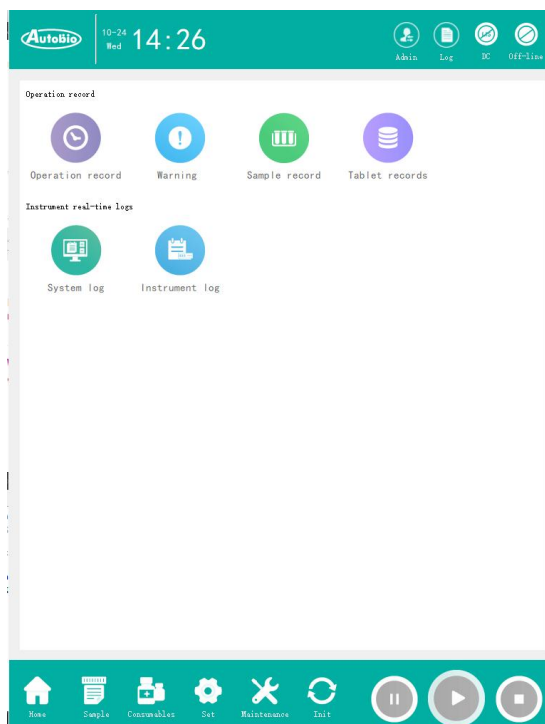 AutoBio
10-24
Wed
14:26
Admin
Log
DC
Off-line
Operation record
Operation record
Warning
Sample record
Tablet records
Instrument real-time logs
System log
Instrument log
Home
Sample
Consumables
Set
Maintenance
Init